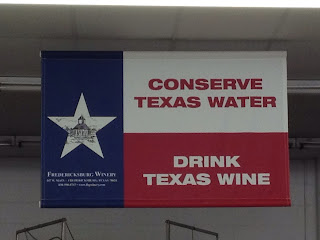 CONSERVE
TEXAS WATER
DRINK
TEXAS WINE
FREDERICKSBURG WINERY